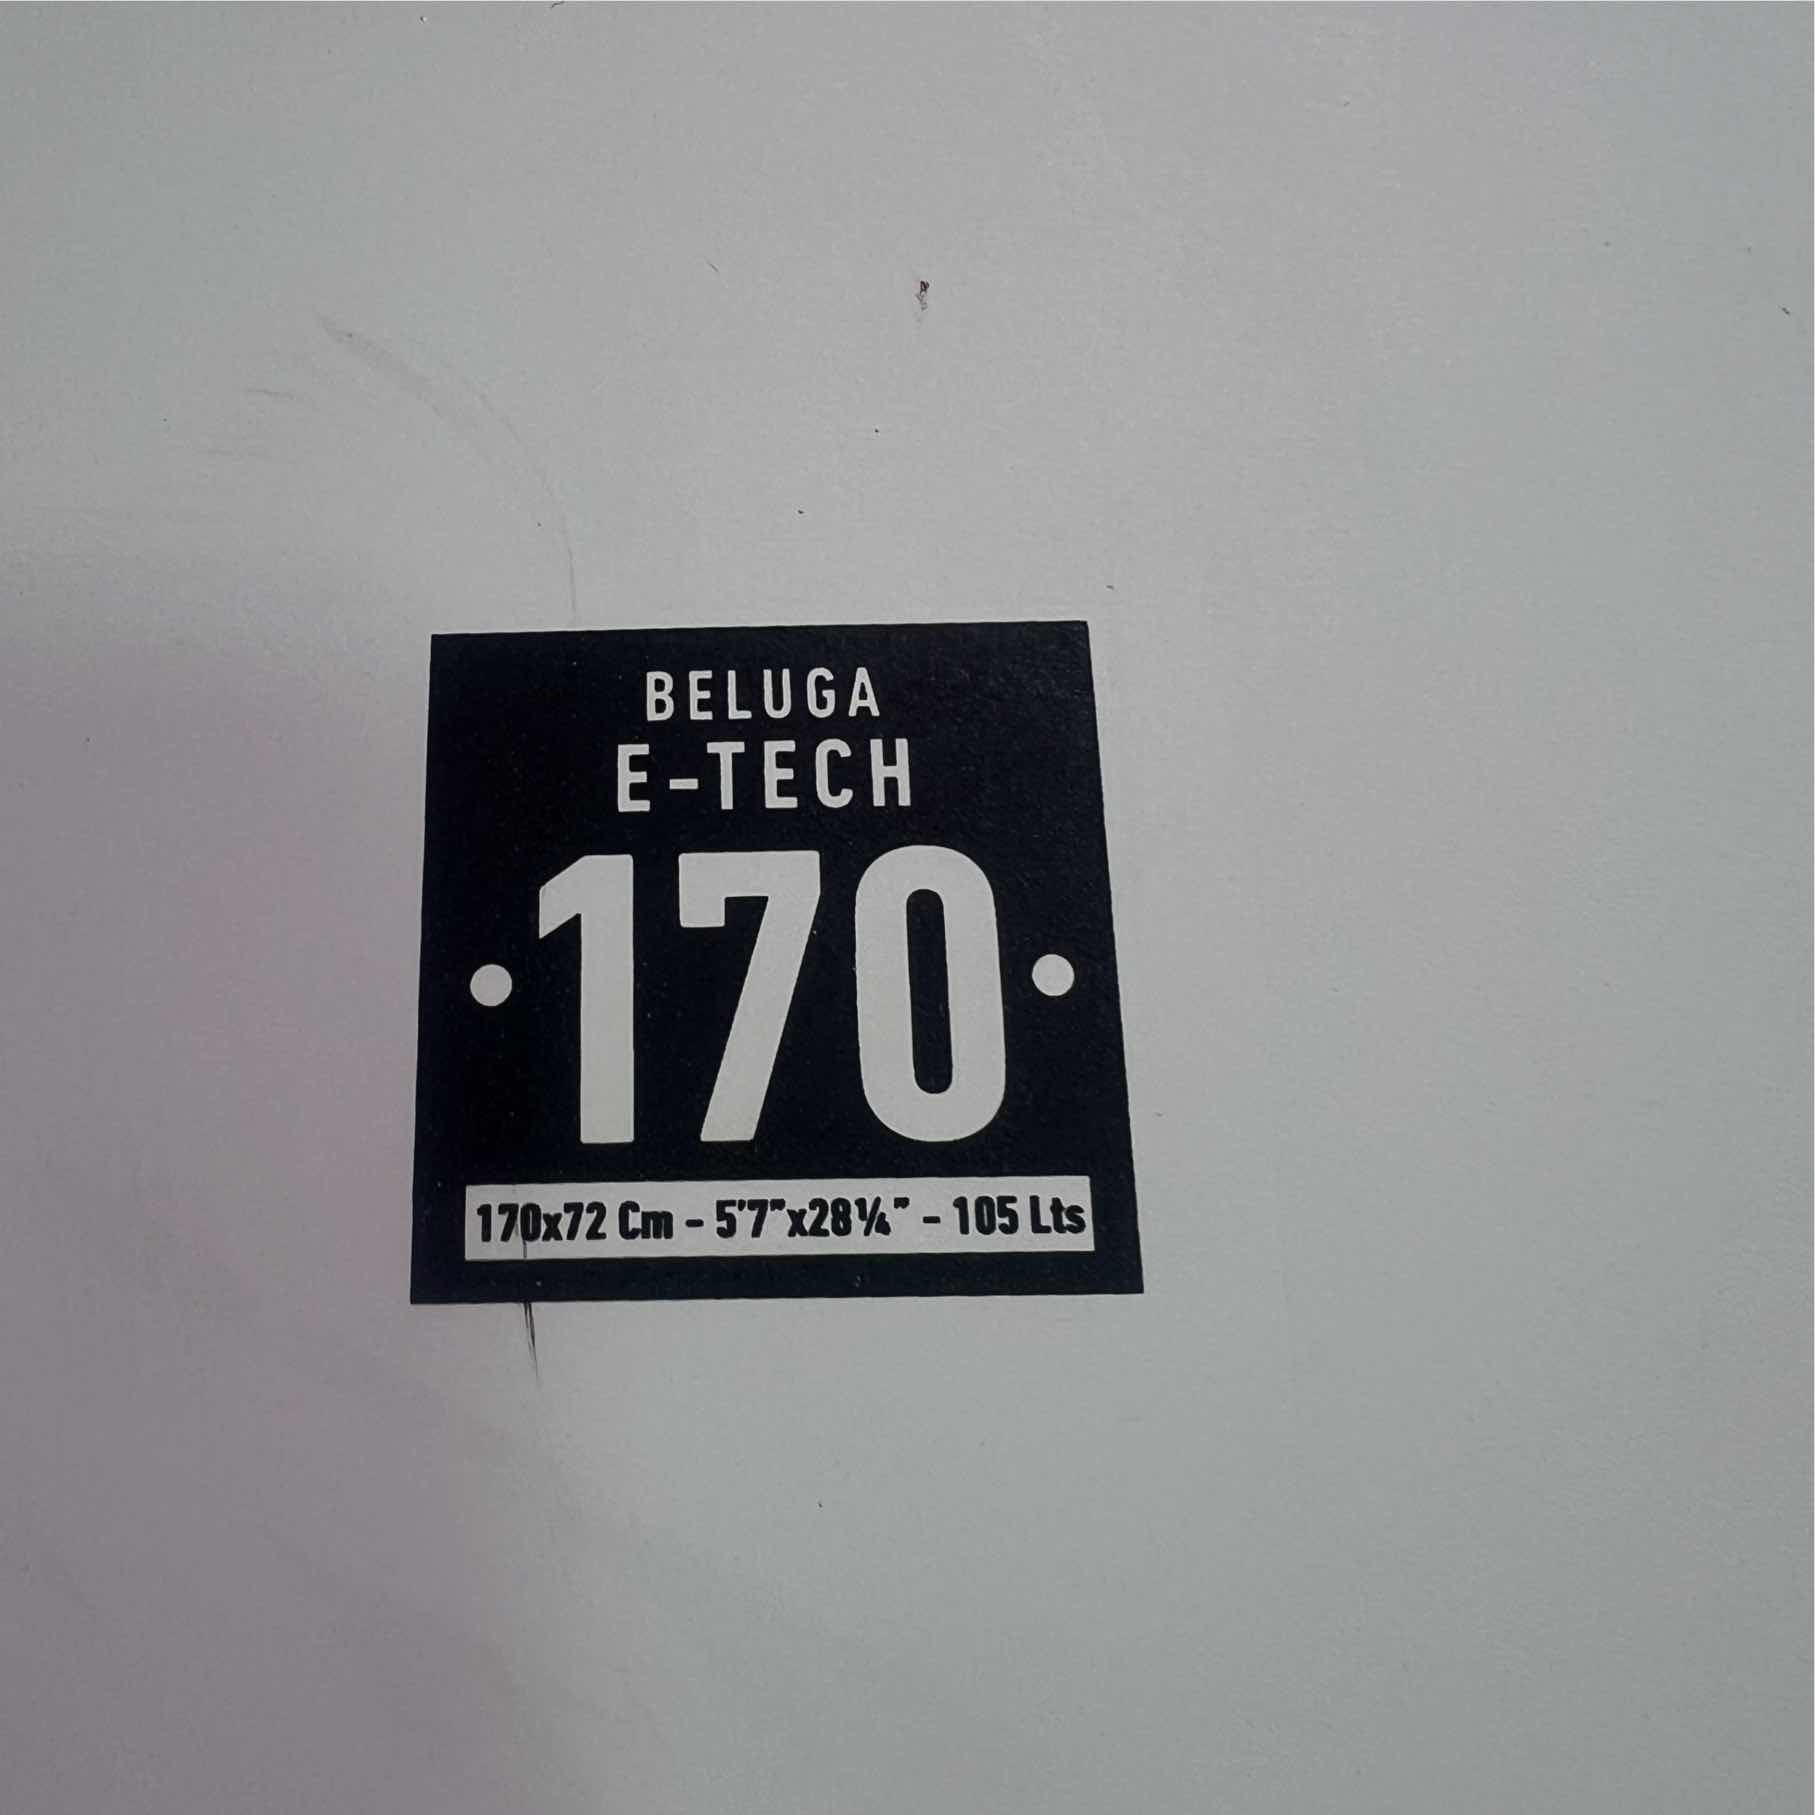 BELUGA
E-TECH
170
170x72 Cm - 5'7"x28¼" - 105 Lts